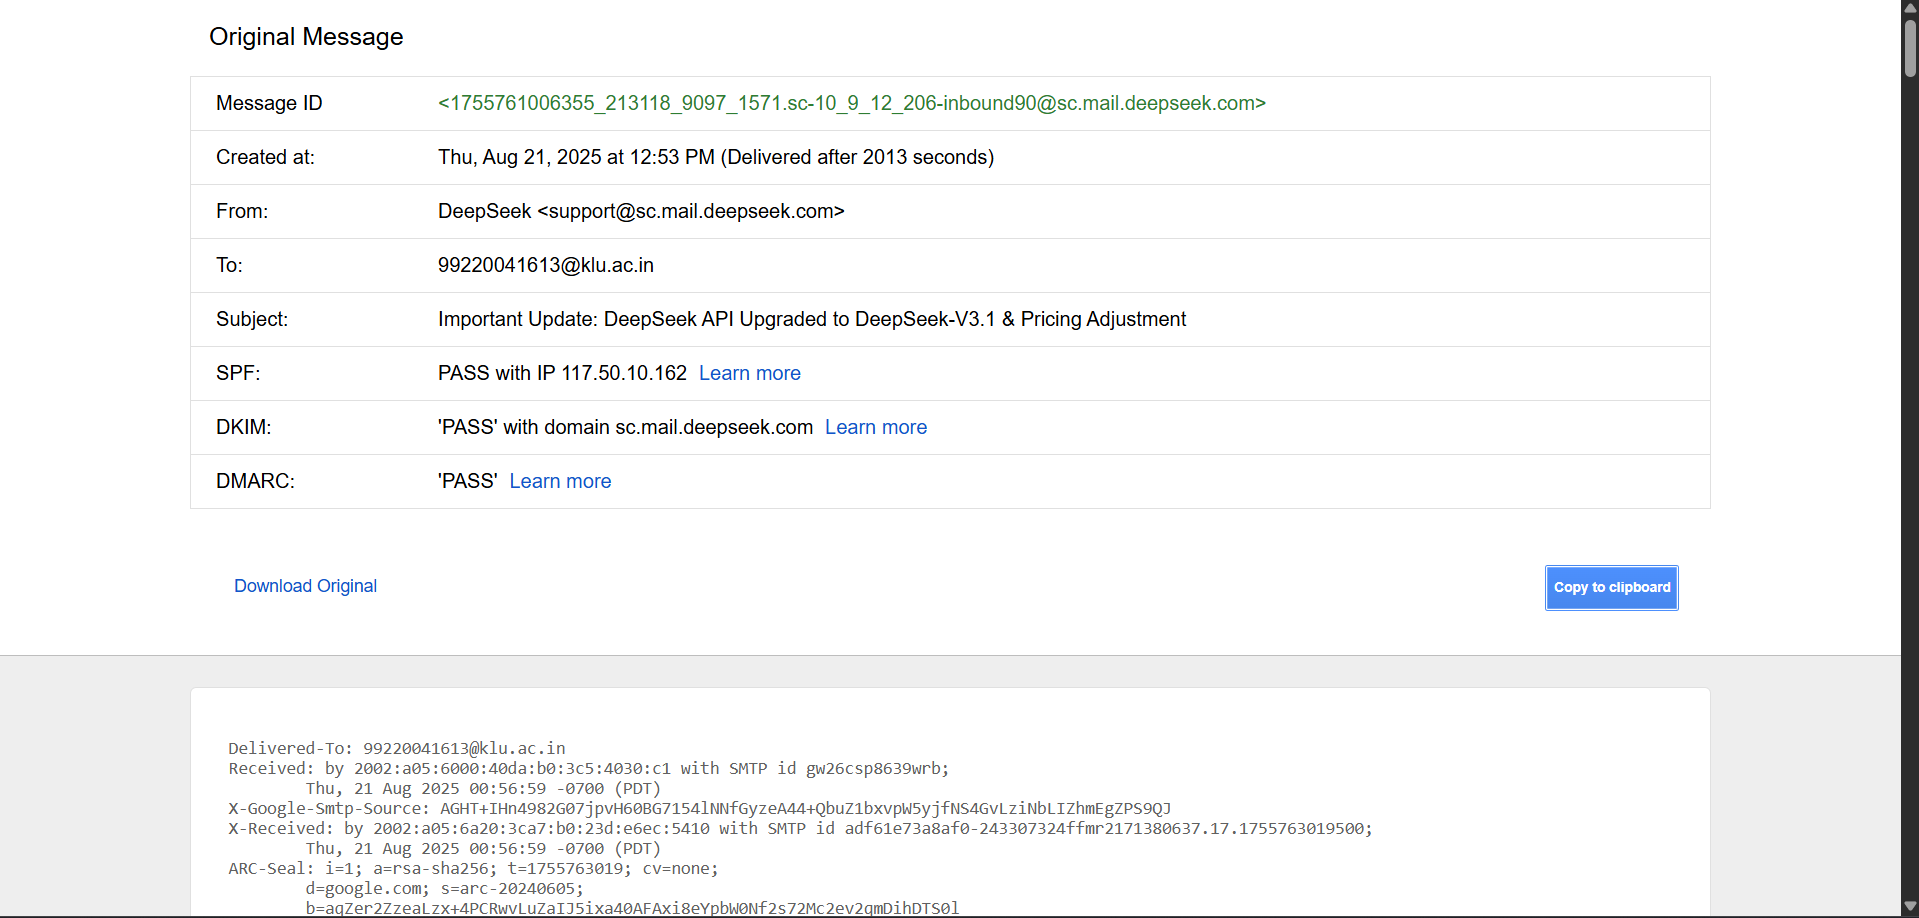 Original Message
Message ID <1755761006355_213118_9097_1571.sc-10_9_12_206-inbound90@sc.mail.deepseek.com>
Created at: Thu, Aug 21, 2025 at 12:53 PM (Delivered after 2013 seconds)
From: DeepSeek <support@sc.mail.deepseek.com>
To: 99220041613@klu.ac.in
Subject: Important Update: DeepSeek API Upgraded to DeepSeek-V3.1 & Pricing Adjustment
SPF: PASS with IP 117.50.10.162 Learn more
DKIM: 'PASS' with domain sc.mail.deepseek.com Learn more
DMARC: 'PASS' Learn more
Download Original Copy to clipboard
Delivered-To: 99220041613@klu.ac.in
Received: by 2002:a05:6000:40da:b0:3c5:4030:c1 with SMTP id gw26csp8639wrb;
Thu, 21 Aug 2025 00:56:59 -0700 (PDT)
X-Google-Smtp-Source: AGHT+IHn4982G07jpvH60BG7154lNNfGyzeA44+QbuZ1bxvpW5yjfNS4GvLziNbLIZhmEgZPS9QJ
X-Received: by 2002:a05:6a20:3ca7:b0:23d:e6ec:5410 with SMTP id adf61e73a8af0-243307324ffmr2171380637.17.1755763019500;
Thu, 21 Aug 2025 00:56:59 -0700 (PDT)
ARC-Seal: i=1; a=rsa-sha256; t=1755763019; cv=none;
d=google.com; s=arc-20240605;
b=aqZer2ZzeaLzx+4PCRwvLuZaIJ5ixa40AFAxi8eYpbW0Nf2s72Mc2ev2qmDihDTS0l